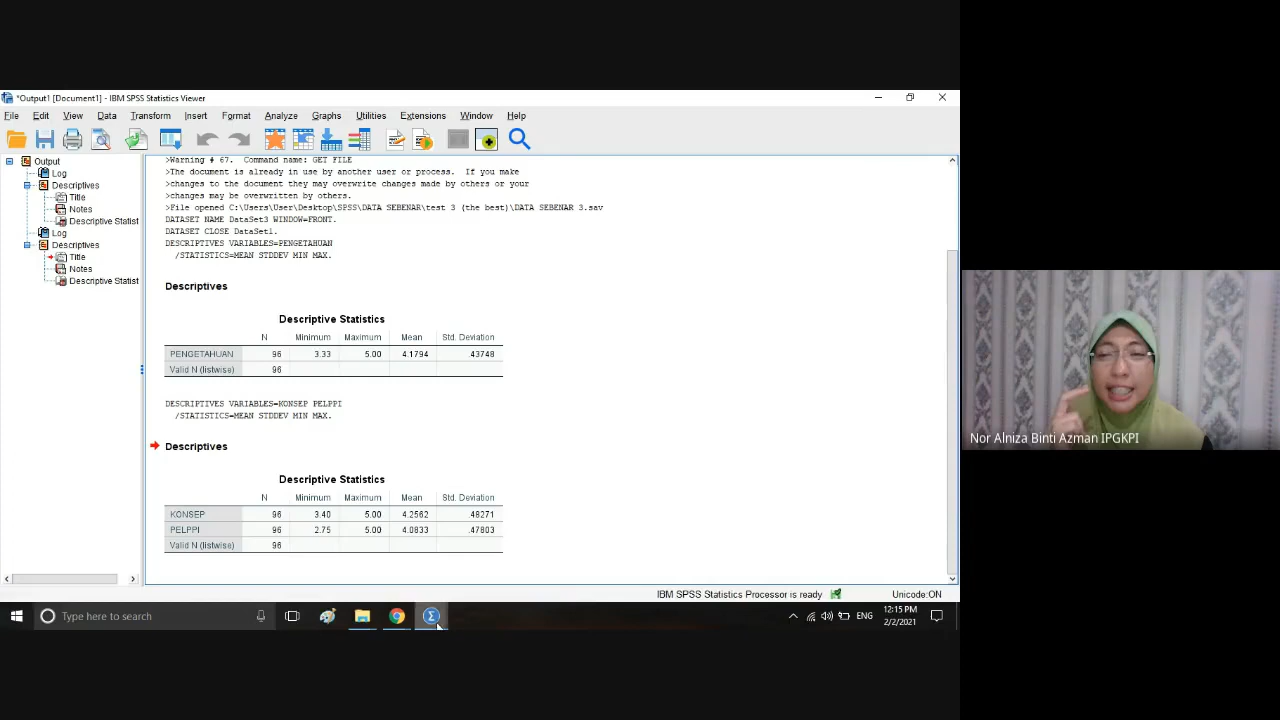 *Output1 [Document1] - IBM SPSS Statistics Viewer
File Edit View Data Transform Insert Format Graphs Analyze Utilities Extensions Window Help
Output
Log
Descriptives
Title
Notes
Descriptive Statist
Log
Descriptives
Title
Notes
Descriptive Statist
>Warning # 67. Command name: GET FILE
>The document is already in use by another user or process. If you make
>changes to the document they may overwrite changes made by others or your
>changes may be overwritten by others.
>File opened C:\Users\User\Desktop\SPSS\DATA SEBENAR\test 3 (the best)\DATA SEBENAR 3.sav
DATASET NAME DataSet3 WINDOW=FRONT.
DATASET CLOSE DataSet1.
DESCRIPTIVES VARIABLES=PENGETAHUAN
/STATISTICS=MEAN STDDEV MIN MAX.
Descriptives
Descriptive Statistics
N Minimum Maximum Mean Std. Deviation
PENGETAHUAN 96 3.33 5.00 4.1794 .43748
Valid N (listwise) 96
DESCRIPTIVES VARIABLES=KONSEP PELPPI
/STATISTICS=MEAN STDDEV MIN MAX.
Descriptives
Descriptive Statistics
N Minimum Maximum Mean Std. Deviation
KONSEP 96 3.40 5.00 4.2562 .48271
PELPPI 96 2.75 5.00 4.0833 .47803
Valid N (listwise) 96
IBM SPSS Statistics Processor is ready Unicode:ON
Type here to search
ENG
12:15 PM
2/2/2021
Nor Alniza Binti Azman IPGKPI